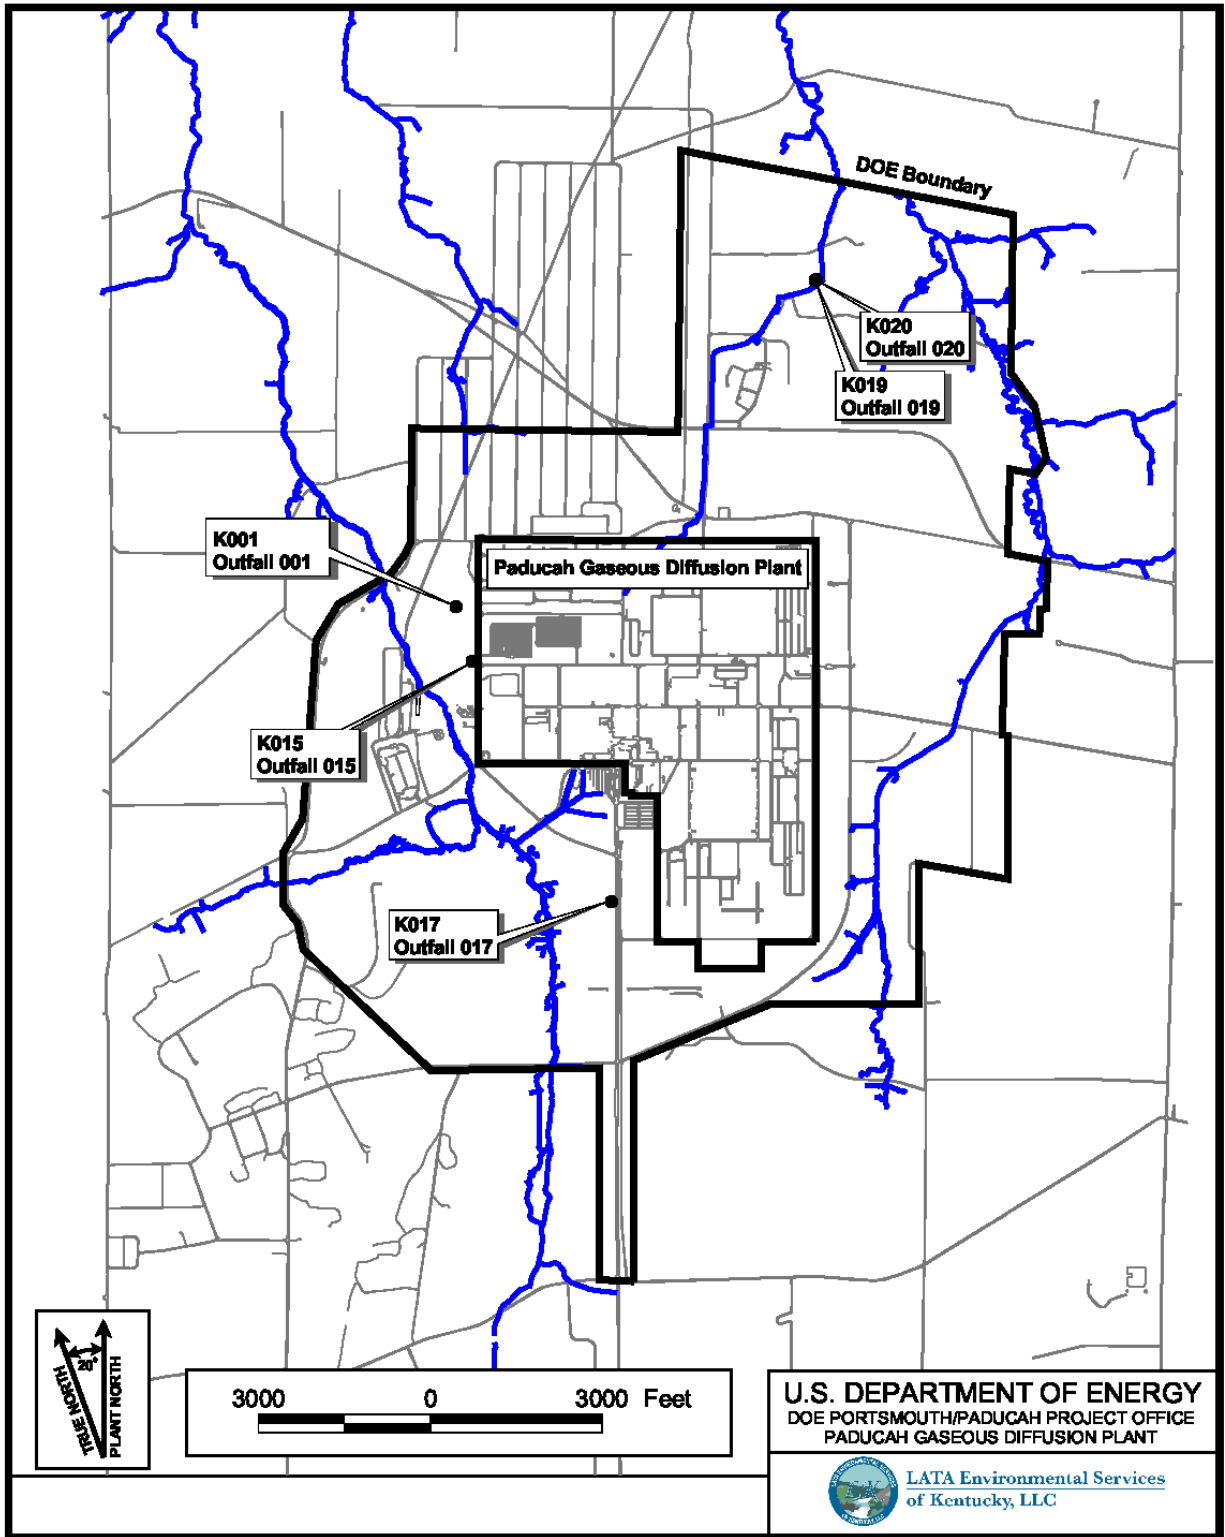 DOE Boundary
K020
Outfall 020
K019
Outfall 019
K001
Outfall 001
Paducah Gaseous Diffusion Plant
K015
Outfall 015
K017
Outfall 017
20°
TRUE NORTH
PLANT NORTH
3000 0 3000 Feet
U.S. DEPARTMENT OF ENERGY
DOE PORTSMOUTH/PADUCAH PROJECT OFFICE
PADUCAH GASEOUS DIFFUSION PLANT
LATA Environmental Services
of Kentucky, LLC